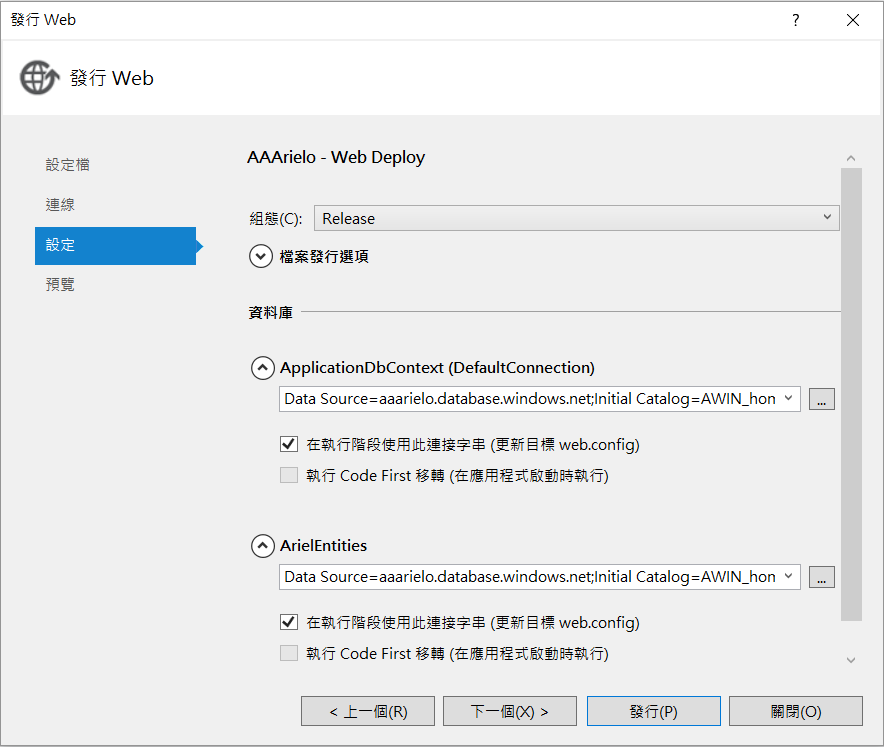 發行 Web
?
發行 Web
設定檔
連線
設定
預覽
AAArielo - Web Deploy
組態(C): Release
檔案發行選項
資料庫
ApplicationDbContext (DefaultConnection)
Data Source=aaarielo.database.windows.net;Initial Catalog=AWIN_hon
...
在執行階段使用此連接字串 (更新目標 web.config)
執行 Code First 移轉 (在應用程式啟動時執行)
ArielEntities
Data Source=aaarielo.database.windows.net;Initial Catalog=AWIN_hon
...
在執行階段使用此連接字串 (更新目標 web.config)
執行 Code First 移轉 (在應用程式啟動時執行)
< 上一個(R) 下一個(X) > 發行(P) 關閉(O)